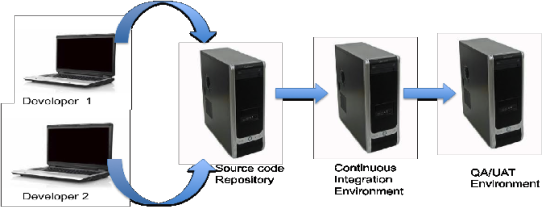 Developer 1
Developer 2
Source code
Repository
Continuous
Integration
Environment
QA/UAT
Environment